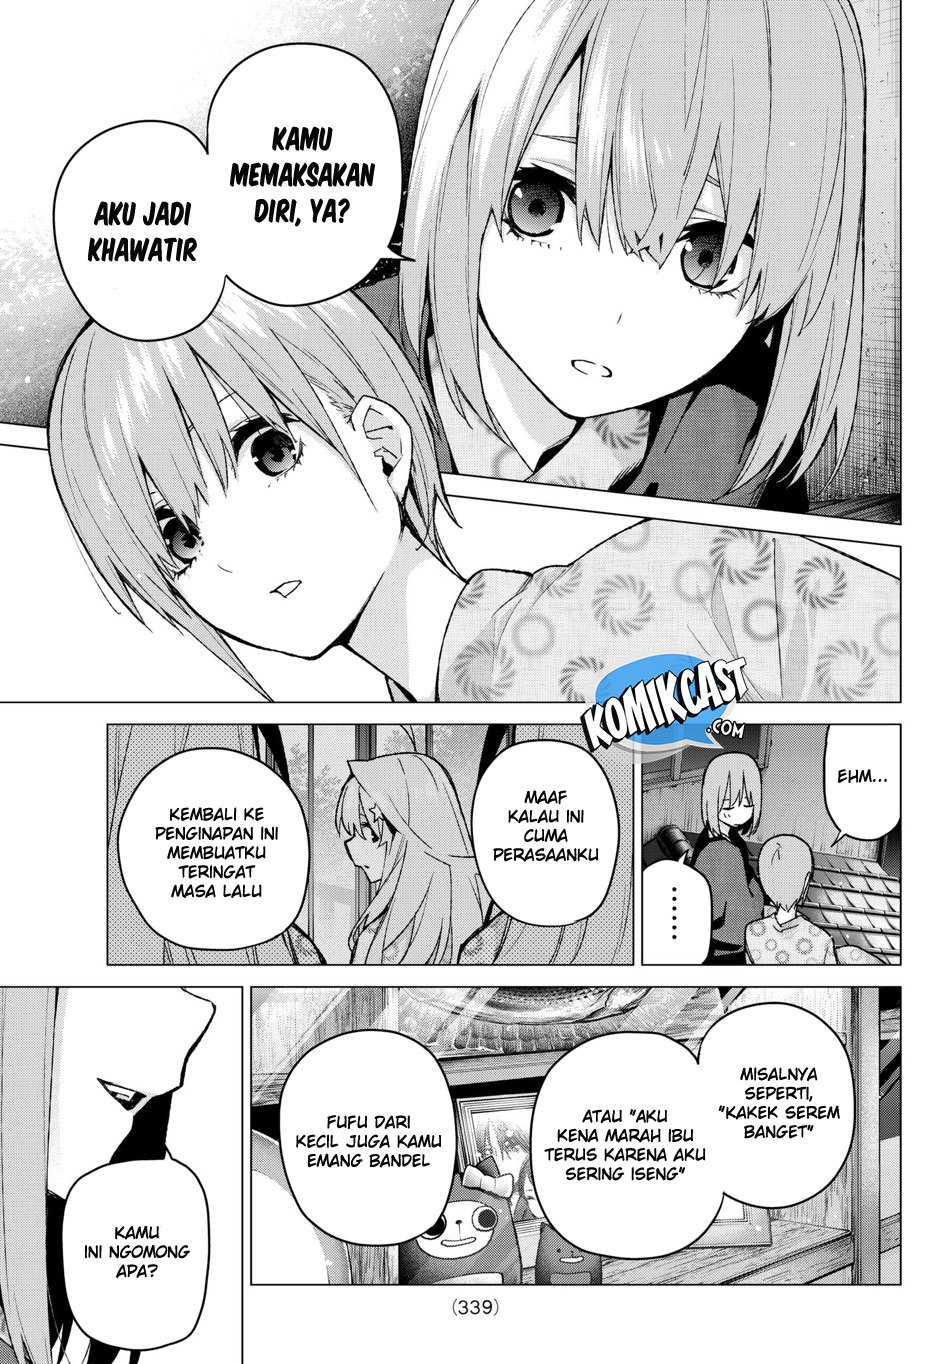 KAMU
MEMAKSAKAN
DIRI, YA?
AKU JADI
KHAWATIR
KOMIKCAST
.COM
EHM...
......
MAAF
KALAU INI
CUMA
PERASAANKU
KEMBALI KE
PENGINAPAN INI
MEMBUATKU
TERINGAT
MASA LALU
MISALNYA
SEPERTI,
"KAKEK SEREM
BANGET"
ATAU "AKU
KENA MARAH IBU
TERUS KARENA AKU
SERING ISENG"
FUFU DARI
KECIL JUGA KAMU
EMANG BANDEL
KAMU
INI NGOMONG
APA?
(339)